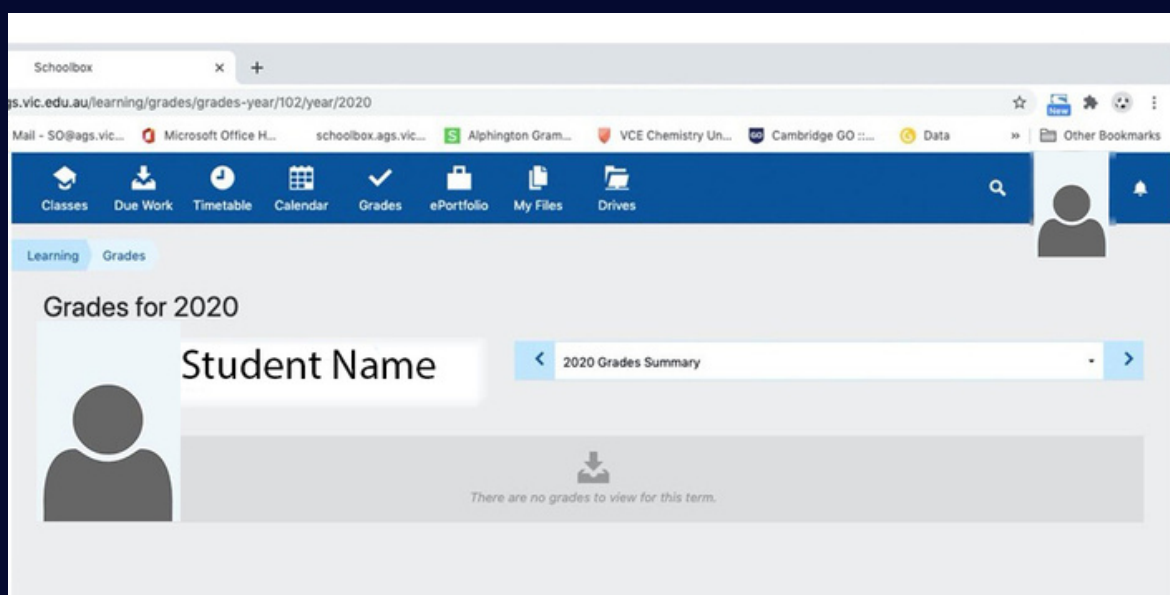 Schoolbox × +
gs.vic.edu.au/learning/grades/grades-year/102/year/2020 New
Mail - SO@ags.vic... Microsoft Office H... schoolbox.ags.vic... S Alphington Gram... VCE Chemistry Un... GO Cambridge GO ::... Data » Other Bookmarks
Classes Due Work Timetable Calendar Grades ePortfolio My Files Drives
Learning Grades
Grades for 2020
Student Name
2020 Grades Summary
There are no grades to view for this term.